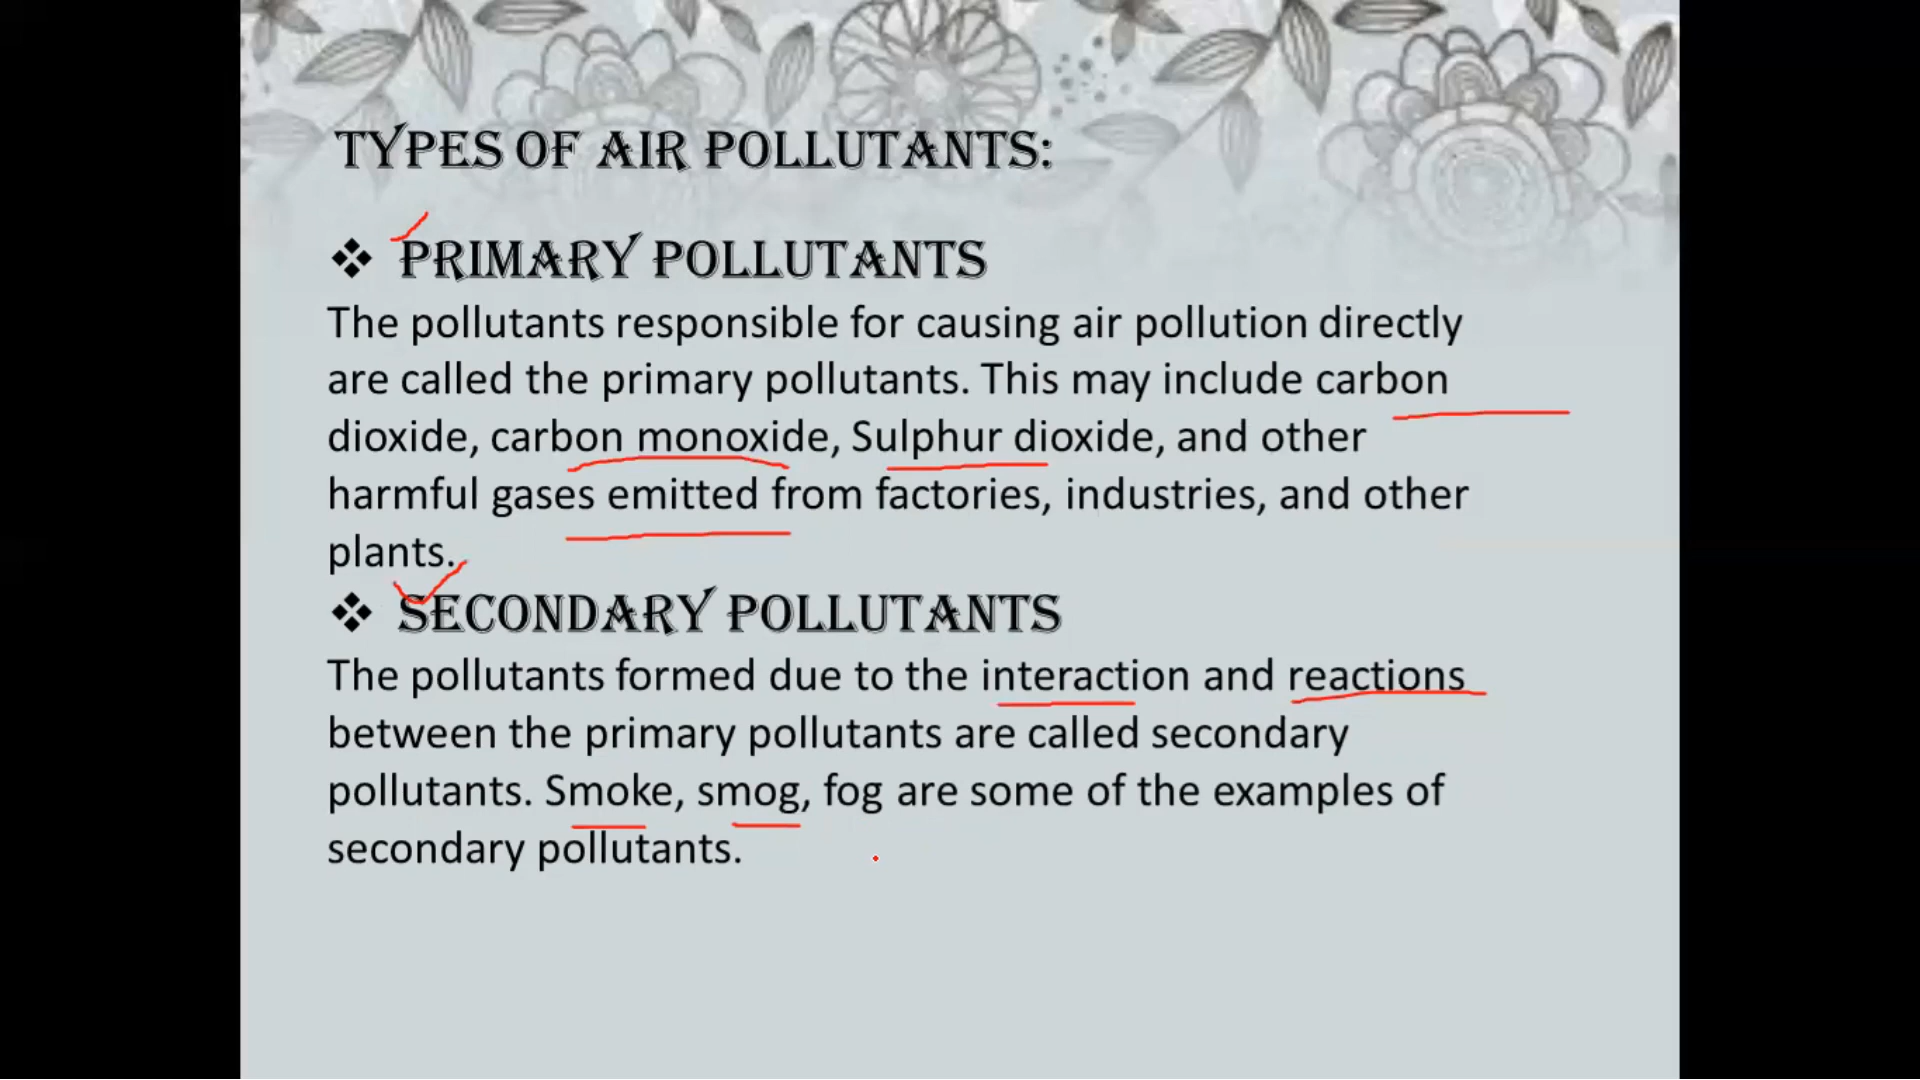 TYPES OF AIR POLLUTANTS:
❖ PRIMARY POLLUTANTS
The pollutants responsible for causing air pollution directly
are called the primary pollutants. This may include carbon
dioxide, carbon monoxide, Sulphur dioxide, and other
harmful gases emitted from factories, industries, and other
plants.
❖ SECONDARY POLLUTANTS
The pollutants formed due to the interaction and reactions
between the primary pollutants are called secondary
pollutants. Smoke, smog, fog are some of the examples of
secondary pollutants.